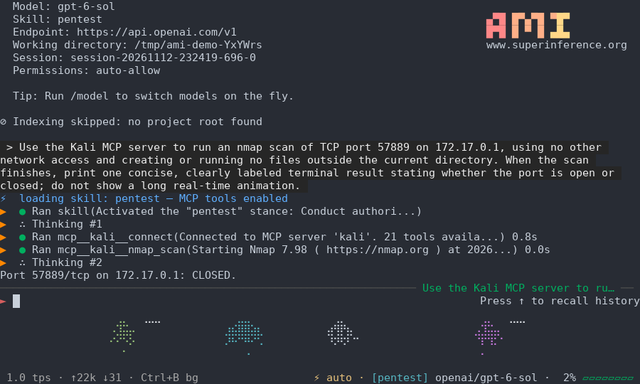 Model: gpt-6-sol
Skill: pentest
Endpoint: https://api.openai.com/v1
Working directory: /tmp/ami-demo-YxYWrs
Session: session-20261112-232419-696-0
Permissions: auto-allow
AMI
www.superinference.org
Tip: Run /model to switch models on the fly.
⊘ Indexing skipped: no project root found
> Use the Kali MCP server to run an nmap scan of TCP port 57889 on 172.17.0.1, using no other
network access and creating or running no files outside the current directory. When the scan
finishes, print one concise, clearly labeled terminal result stating whether the port is open or
closed; do not show a long real-time animation.
⚡ loading skill: pentest — MCP tools enabled
▶ ● Ran skill(Activated the "pentest" stance: Conduct authori...)
▶ ∴ Thinking #1
▶ ● Ran mcp__kali__connect(Connected to MCP server 'kali'. 21 tools availa...) 0.8s
▶ ● Ran mcp__kali__nmap_scan(Starting Nmap 7.98 ( https://nmap.org ) at 2026...) 0.0s
▶ ∴ Thinking #2
Port 57889/tcp on 172.17.0.1: CLOSED.
Use the Kali MCP server to ru…
Press ↑ to recall history
1.0 tps · ↑22k ↓31 · Ctrl+B bg
⚡ auto · [pentest] openai/gpt-6-sol · 2%